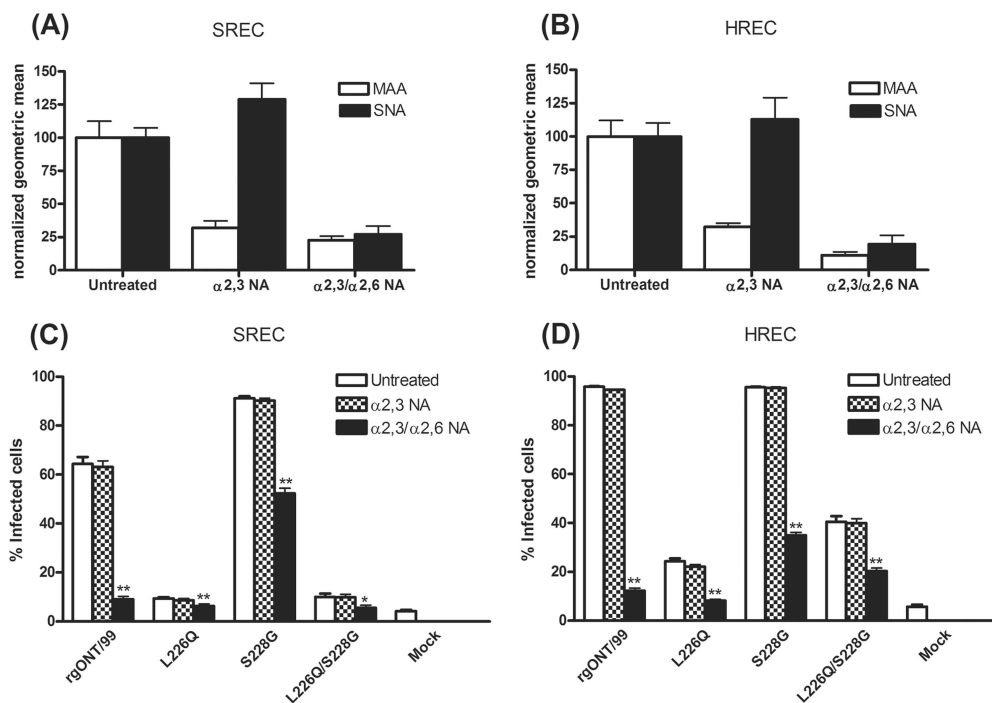 (A)
SREC
normalized geometric mean
150
125
100
75
50
25
0
MAA
SNA
Untreated
α2,3 NA
α2,3/α2,6 NA
(B)
HREC
normalized geometric mean
150
125
100
75
50
25
0
MAA
SNA
Untreated
α2,3 NA
α2,3/α2,6 NA
(C)
SREC
% Infected cells
100
80
60
40
20
0
Untreated
α2,3 NA
α2,3/α2,6 NA
**
**
**
*
rgONT/99
L226Q
S228G
L226Q/S228G
Mock
(D)
HREC
% Infected cells
100
80
60
40
20
0
Untreated
α2,3 NA
α2,3/α2,6 NA
**
**
**
**
rgONT/99
L226Q
S228G
L226Q/S228G
Mock